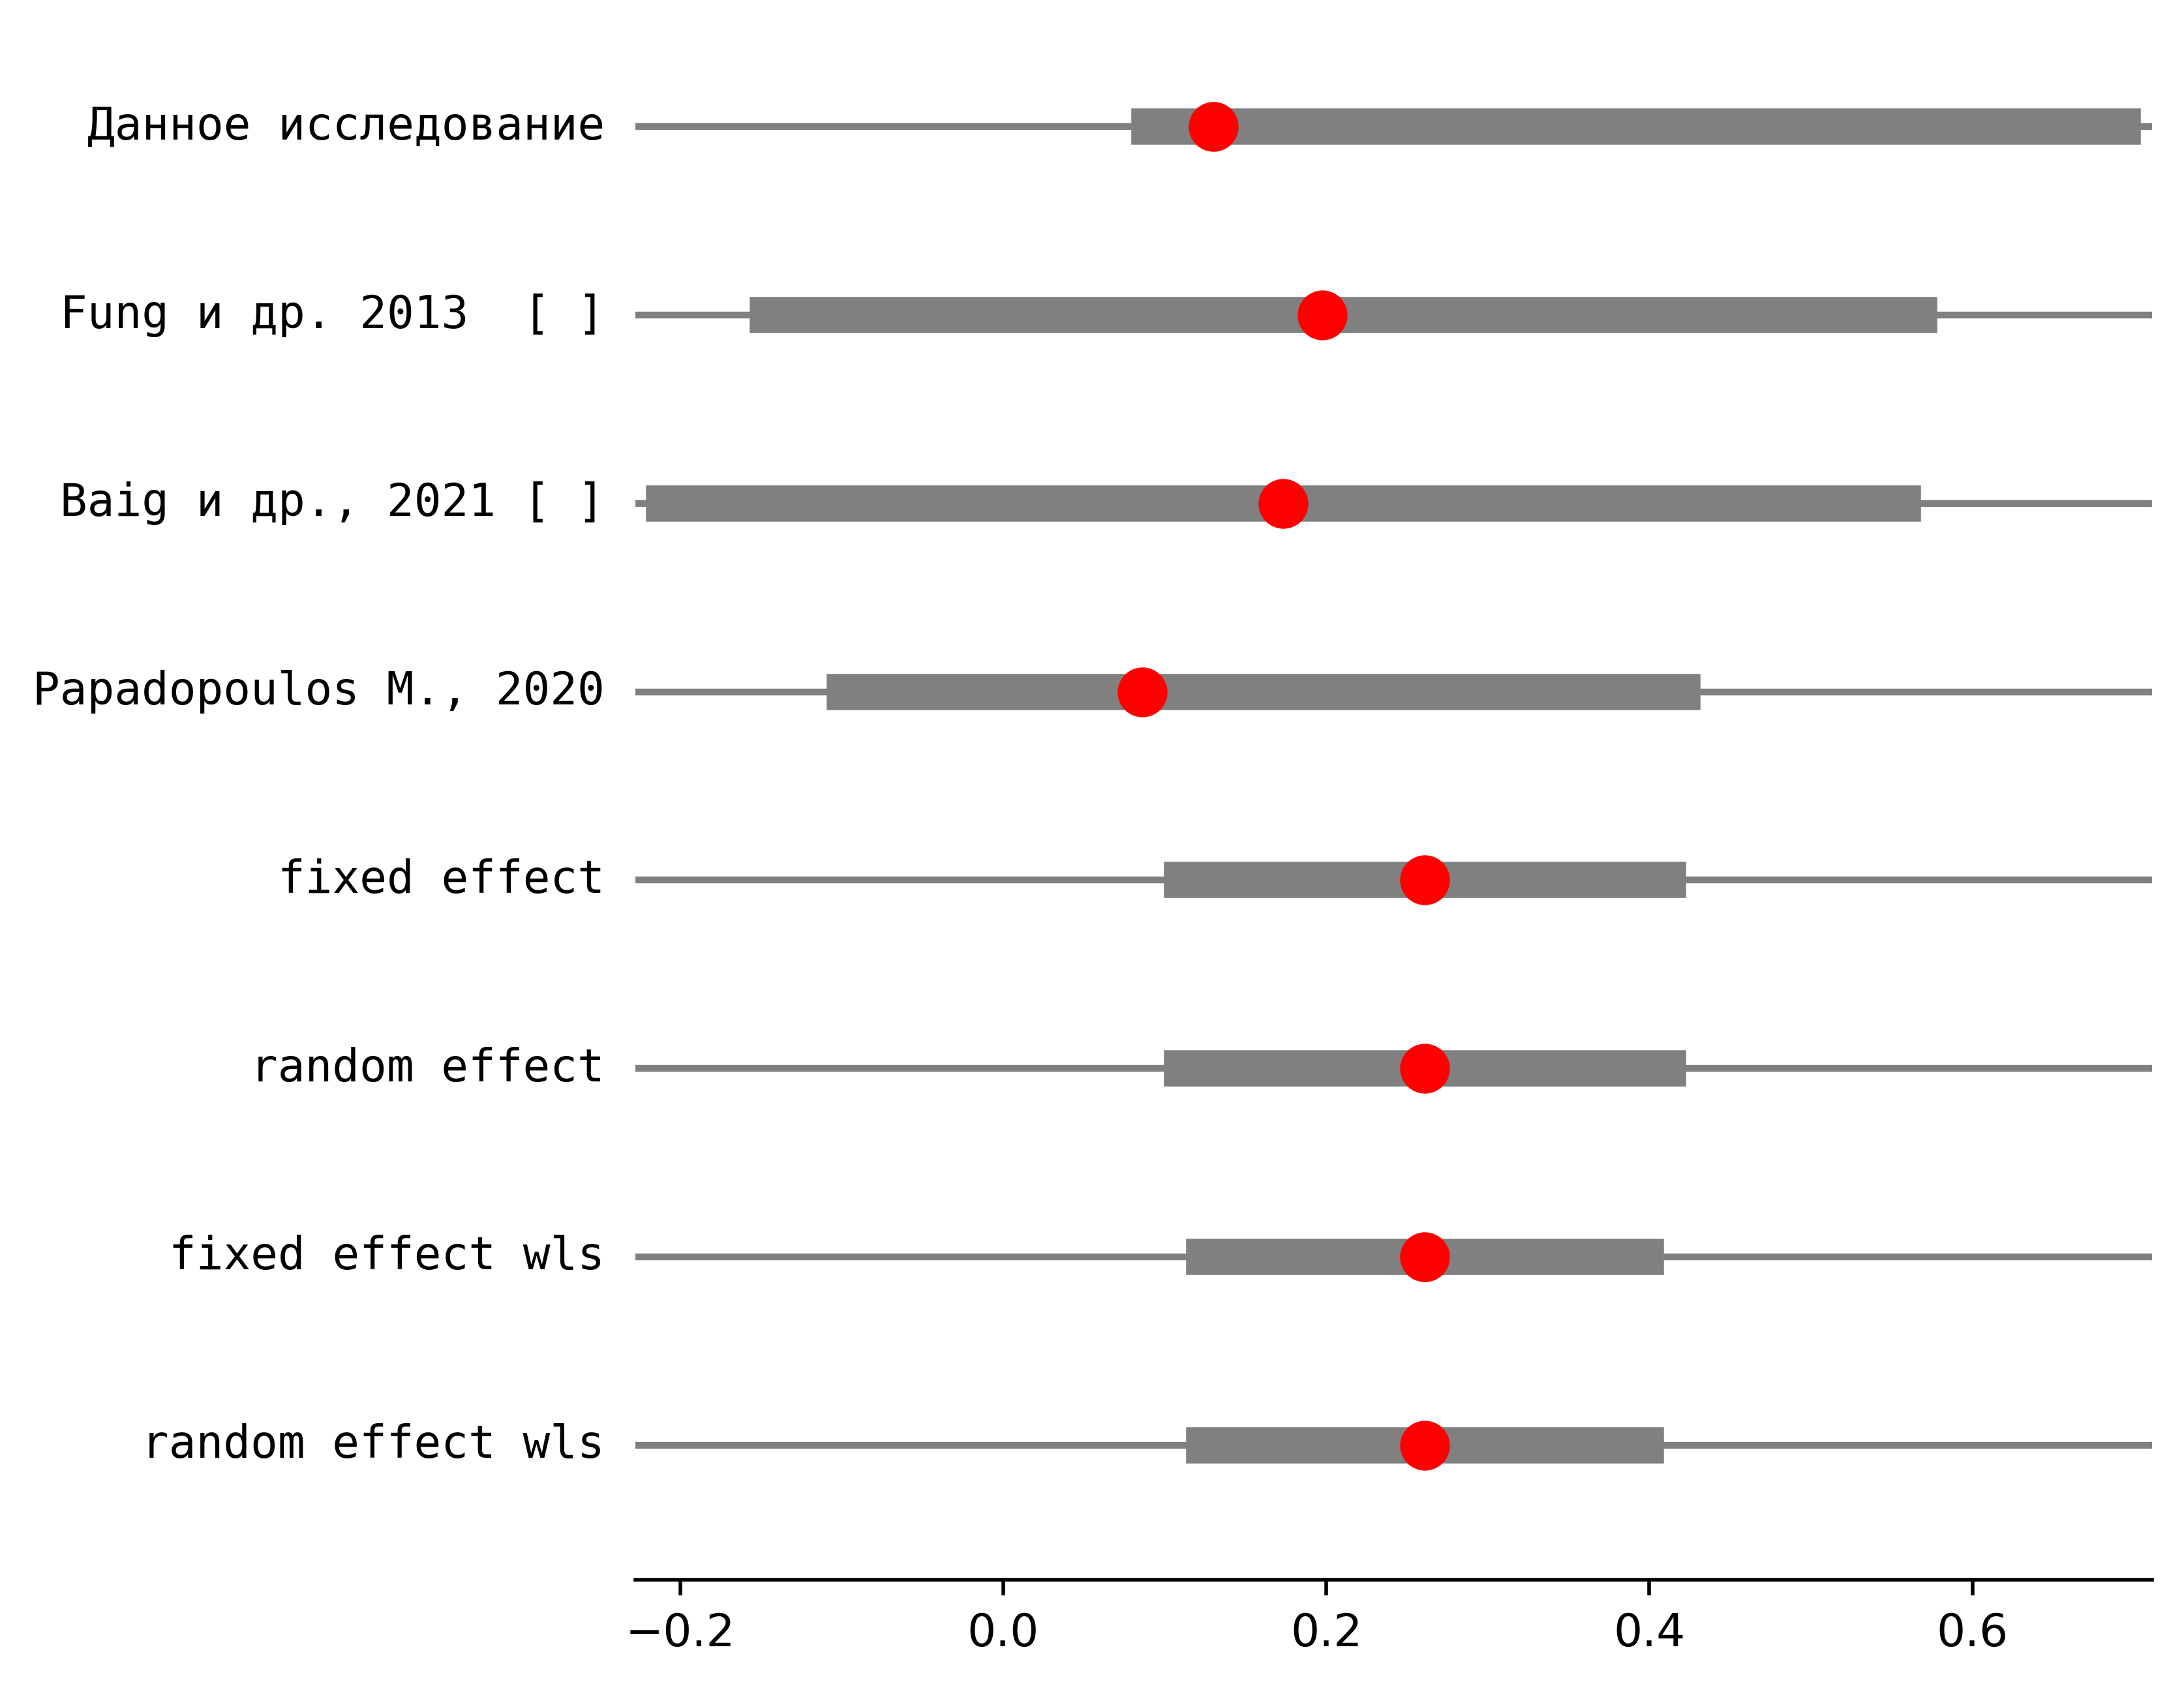 Данное исследование
Fung и др. 2013  [ ]
Baig и др., 2021 [ ]
Papadopoulos M., 2020
fixed effect
random effect
fixed effect wls
random effect wls
−0.2 0.0 0.2 0.4 0.6